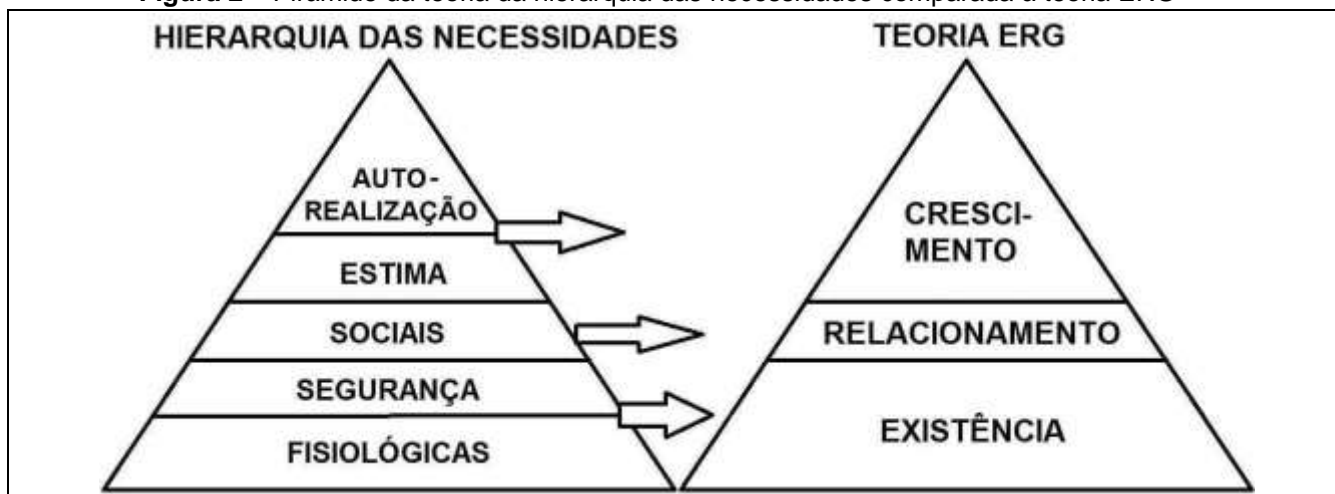 HIERARQUIA DAS NECESSIDADES
AUTO-
REALIZAÇÃO
ESTIMA
SOCIAIS
SEGURANÇA
FISIOLÓGICAS
TEORIA ERG
CRESCI-
MENTO
RELACIONAMENTO
EXISTÊNCIA